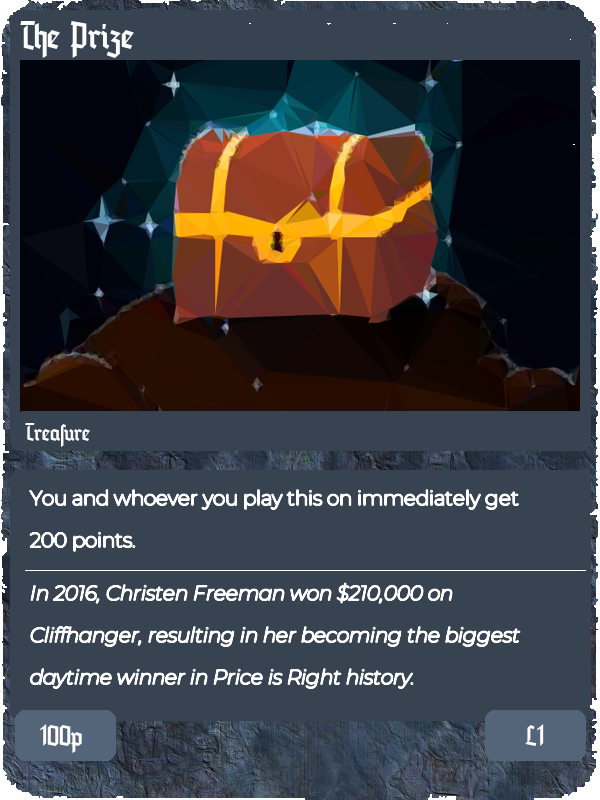 The Prize
Treasure
You and whoever you play this on immediately get
200 points.
In 2016, Christen Freeman won $210,000 on
Cliffhanger, resulting in her becoming the biggest
daytime winner in Price is Right history.
100p
£1